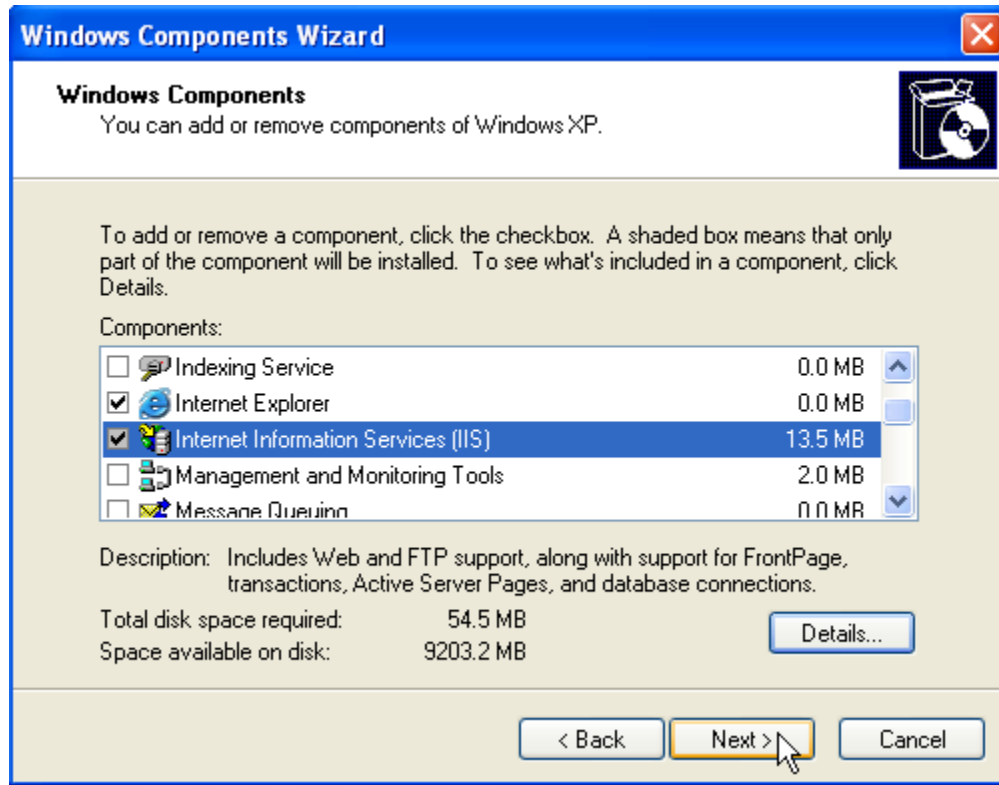 Windows Components Wizard
Windows Components
You can add or remove components of Windows XP.
To add or remove a component, click the checkbox. A shaded box means that only
part of the component will be installed. To see what's included in a component, click
Details.
Components:
Indexing Service 0.0 MB
Internet Explorer 0.0 MB
Internet Information Services (IIS) 13.5 MB
Management and Monitoring Tools 2.0 MB
Message Queuing 0.0 MB
Description: Includes Web and FTP support, along with support for FrontPage,
transactions, Active Server Pages, and database connections.
Total disk space required: 54.5 MB
Space available on disk: 9203.2 MB
Details...
< Back Next > Cancel